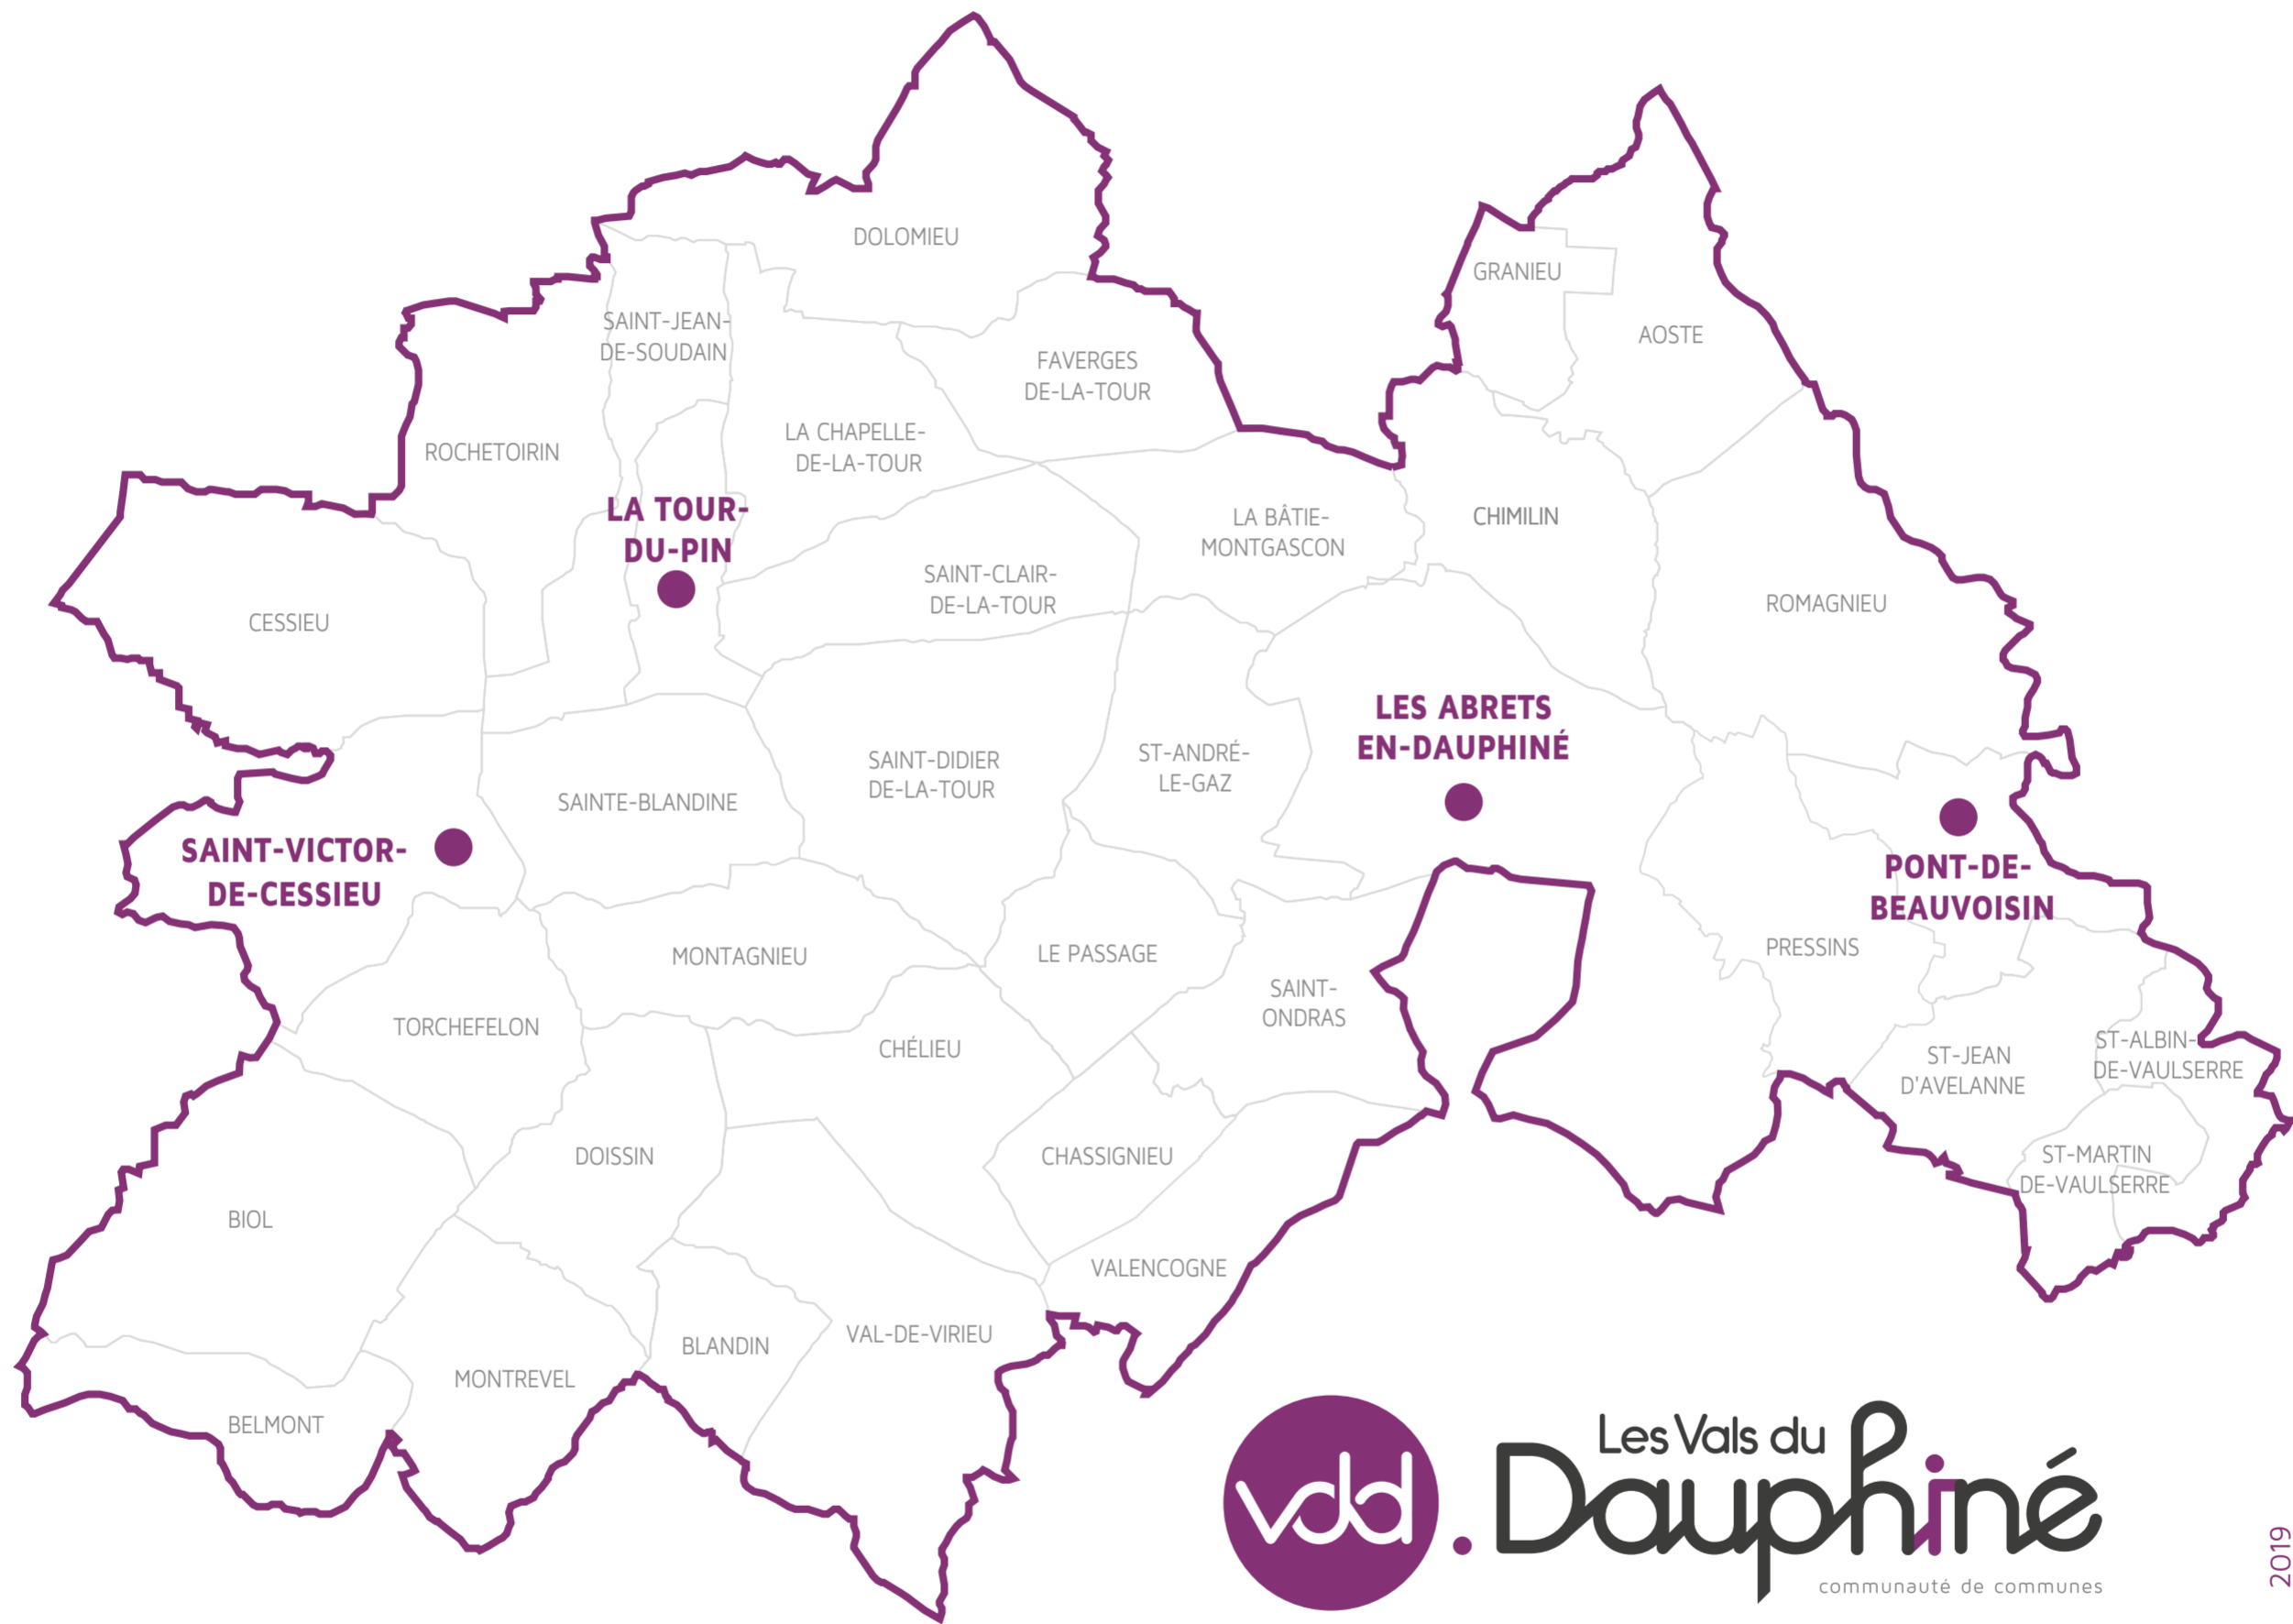 DOLOMIEU
GRANIEU
SAINT-JEAN-
DE-SOUDAIN
AOSTE
FAVERGES
DE-LA-TOUR
LA CHAPELLE-
DE-LA-TOUR
ROCHETOIRIN
LA TOUR-
DU-PIN
LA BÂTIE-
MONTGASCON
CHIMILIN
SAINT-CLAIR-
DE-LA-TOUR
CESSIEU
ROMAGNIEU
LES ABRETS
EN-DAUPHINÉ
SAINT-DIDIER
DE-LA-TOUR
ST-ANDRÉ-
LE-GAZ
SAINTE-BLANDINE
SAINT-VICTOR-
DE-CESSIEU
PONT-DE-
BEAUVOISIN
MONTAGNIEU
LE PASSAGE
PRESSINS
SAINT-
ONDRAS
TORCHEFELON
CHÉLIEU
ST-JEAN
D'AVELANNE
ST-ALBIN-
DE-VAULSERRE
DOISSIN
CHASSIGNIEU
ST-MARTIN
DE-VAULSERRE
BIOL
VALENCOGNE
BLANDIN
VAL-DE-VIRIEU
MONTREVEL
BELMONT
vdd
Les Vals du
Dauphiné
communauté de communes
2019